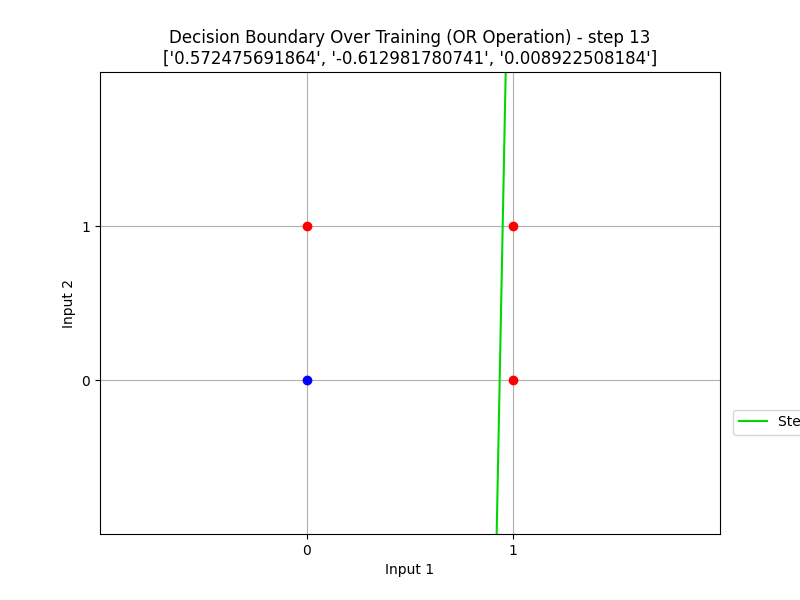 Decision Boundary Over Training (OR Operation) - step 13
['0.572475691864', '-0.612981780741', '0.008922508184']
1
Input 2
0
Ste
0 1
Input 1